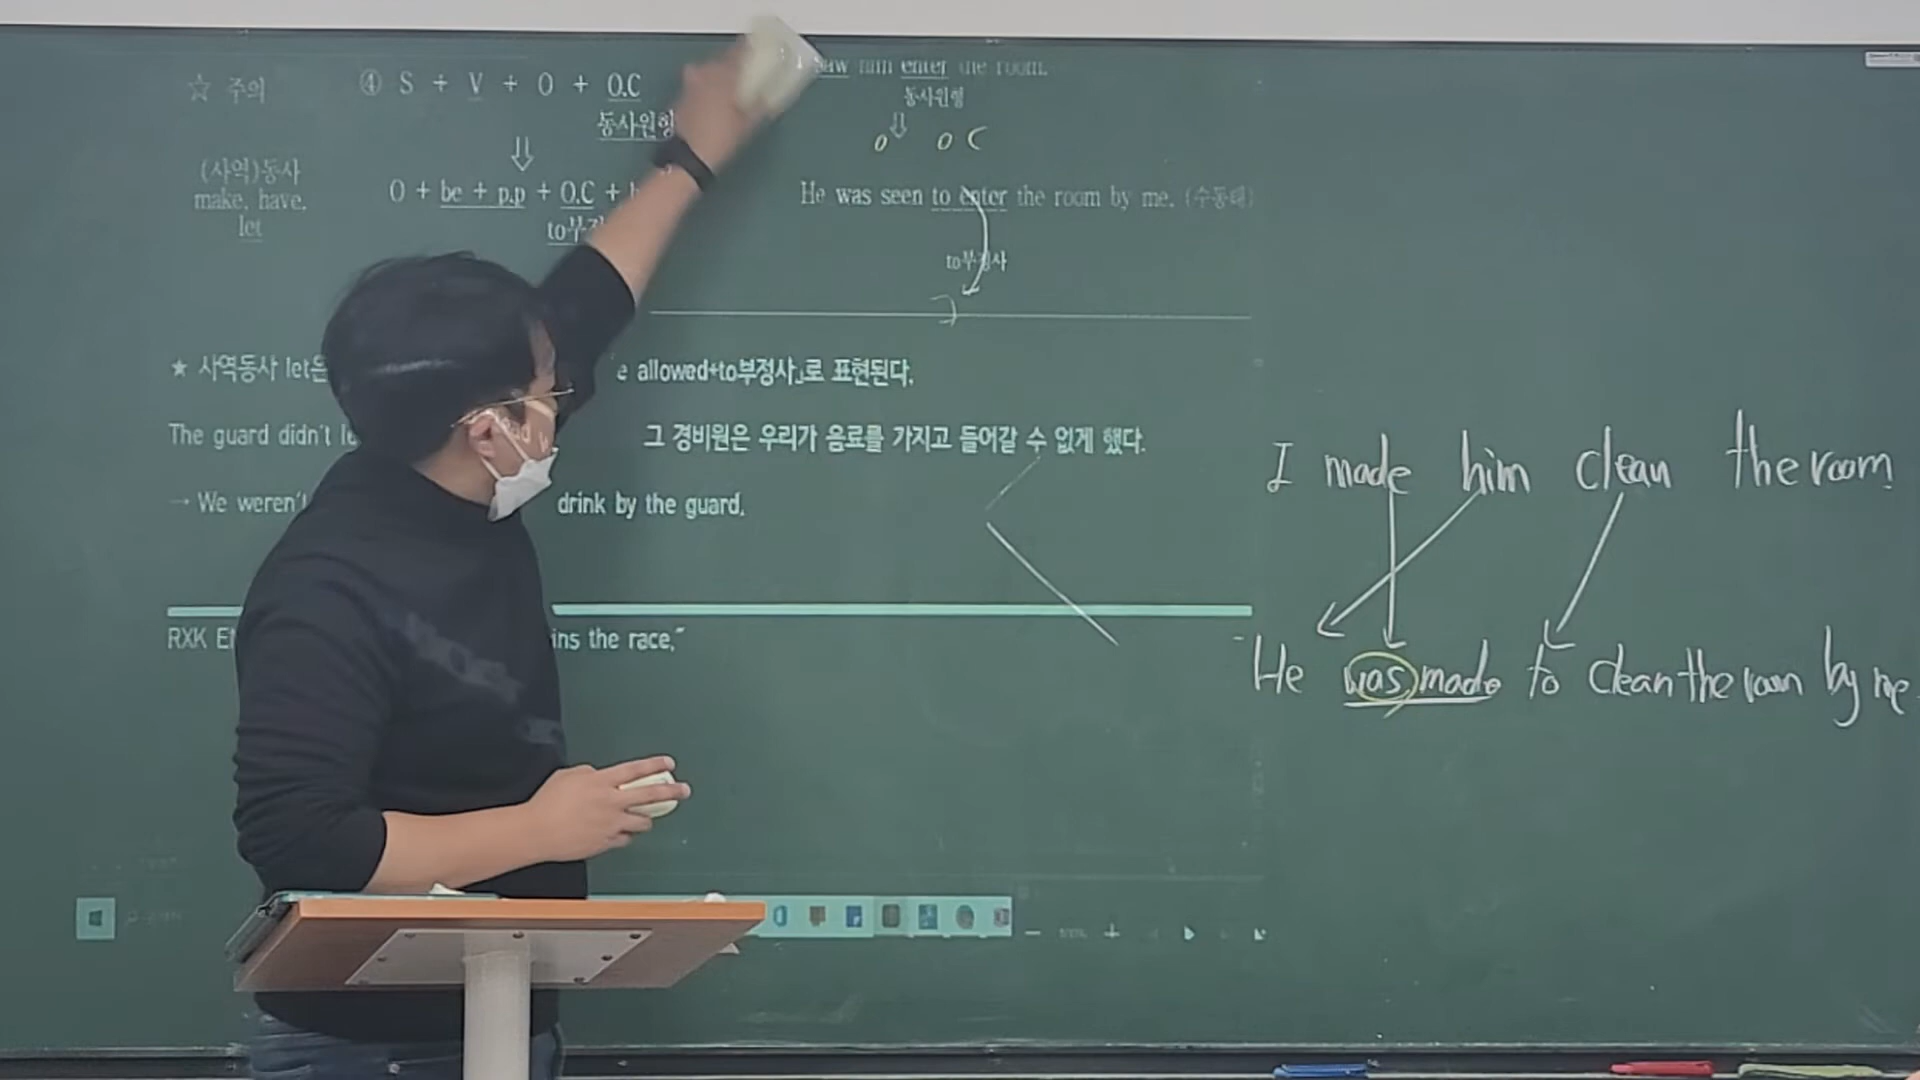 ☆ 주의 ④ S + V + O + O.C
him enter the room.
동사원형
동사원형
⇓
⇓
O O C
(사역)동사
make, have,
let
O + be + p.p + O.C +
to부정
He was seen to enter the room by me. (수동태)
to부정사
★ 사역동사 let은 allowed+to부정사」로 표현된다.
The guard didn't 그 경비원은 우리가 음료를 가지고 들어갈 수 없게 했다.
→ We weren't drink by the guard.
I made him clean the room.
He was made to clean the room by me.
RXK the race,"